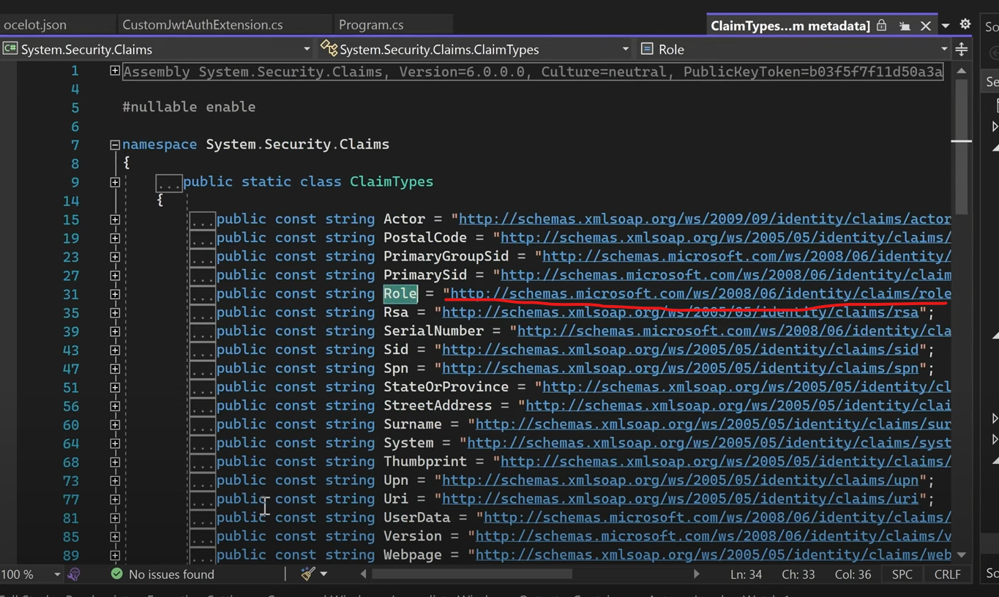 ocelot.json CustomJwtAuthExtension.cs Program.cs ClaimTypes...m metadata]
C# System.Security.Claims System.Security.Claims.ClaimTypes Role
1 Assembly System.Security.Claims, Version=6.0.0.0, Culture=neutral, PublicKeyToken=b03f5f7f11d50a3a
4
5 #nullable enable
6
7 namespace System.Security.Claims
8 {
9 ...public static class ClaimTypes
14 {
15 ...public const string Actor = "http://schemas.xmlsoap.org/ws/2009/09/identity/claims/actor
19 ...public const string PostalCode = "http://schemas.xmlsoap.org/ws/2005/05/identity/claims/
23 ...public const string PrimaryGroupSid = "http://schemas.microsoft.com/ws/2008/06/identity/
27 ...public const string PrimarySid = "http://schemas.microsoft.com/ws/2008/06/identity/claim
31 ...public const string Role = "http://schemas.microsoft.com/ws/2008/06/identity/claims/role
35 ...public const string Rsa = "http://schemas.xmlsoap.org/ws/2005/05/identity/claims/rsa";
39 ...public const string SerialNumber = "http://schemas.microsoft.com/ws/2008/06/identity/cla
43 ...public const string Sid = "http://schemas.xmlsoap.org/ws/2005/05/identity/claims/sid";
47 ...public const string Spn = "http://schemas.xmlsoap.org/ws/2005/05/identity/claims/spn";
51 ...public const string StateOrProvince = "http://schemas.xmlsoap.org/ws/2005/05/identity/cl
56 ...public const string StreetAddress = "http://schemas.xmlsoap.org/ws/2005/05/identity/clai
60 ...public const string Surname = "http://schemas.xmlsoap.org/ws/2005/05/identity/claims/sur
64 ...public const string System = "http://schemas.xmlsoap.org/ws/2005/05/identity/claims/syst
68 ...public const string Thumbprint = "http://schemas.xmlsoap.org/ws/2005/05/identity/claims/
73 ...public const string Upn = "http://schemas.xmlsoap.org/ws/2005/05/identity/claims/upn";
77 ...public const string Uri = "http://schemas.xmlsoap.org/ws/2005/05/identity/claims/uri";
81 ...public const string UserData = "http://schemas.microsoft.com/ws/2008/06/identity/claims/
85 ...public const string Version = "http://schemas.microsoft.com/ws/2008/06/identity/claims/v
89 ...public const string Webpage = "http://schemas.xmlsoap.org/ws/2005/05/identity/claims/web
100 % No issues found Ln: 34 Ch: 33 Col: 36 SPC CRLF